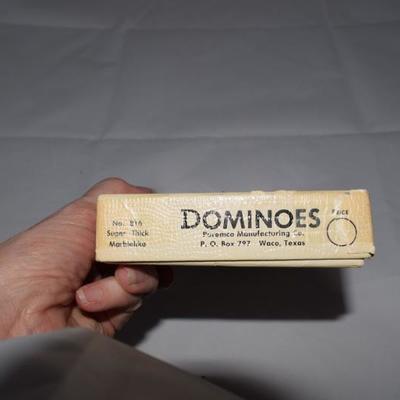 No. 816
Super Thick
Marblelike
DOMINOES
Puremco Manufacturing Co.
P. O. Box 797 Waco, Texas
PRICE